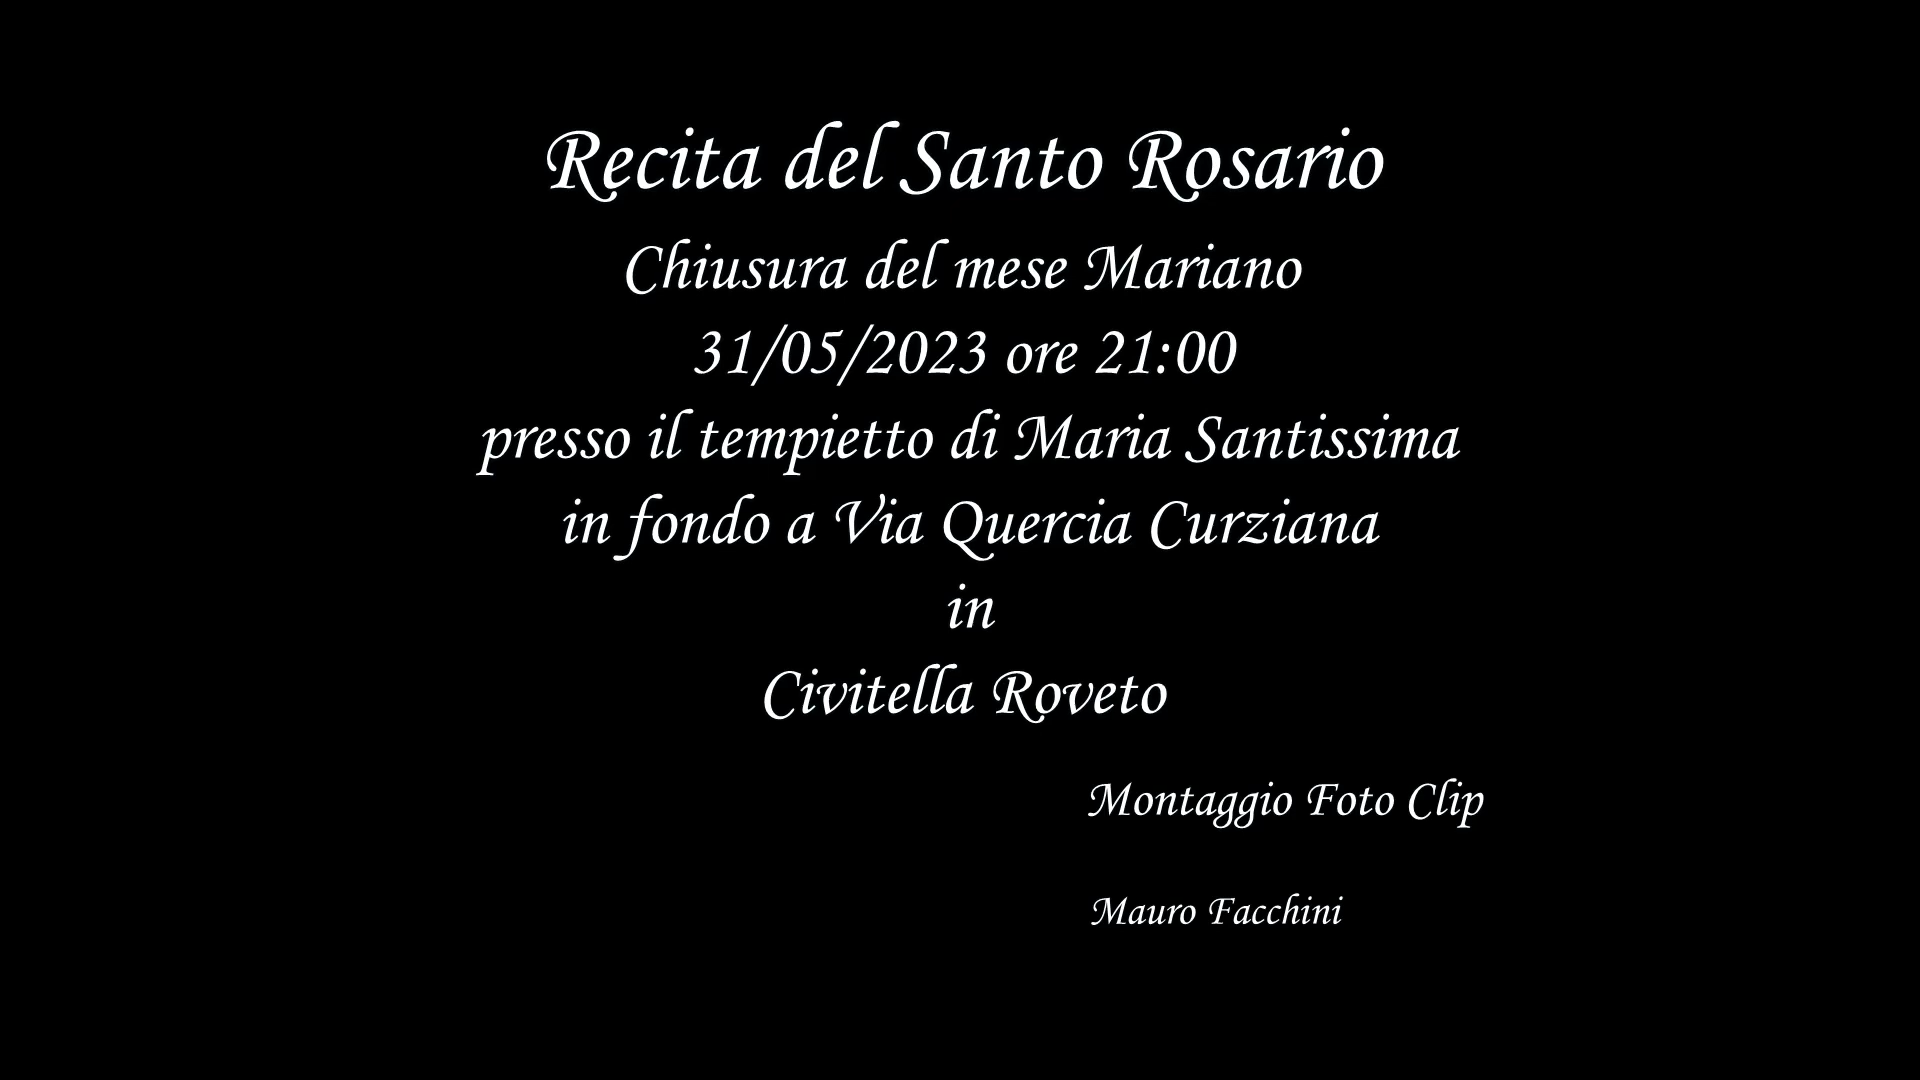 Recita del Santo Rosario
Chiusura del mese Mariano
31/05/2023 ore 21:00
presso il tempietto di Maria Santissima
in fondo a Via Quercia Curziana
in
Civitella Roveto
Montaggio Foto Clip
Mauro Facchini